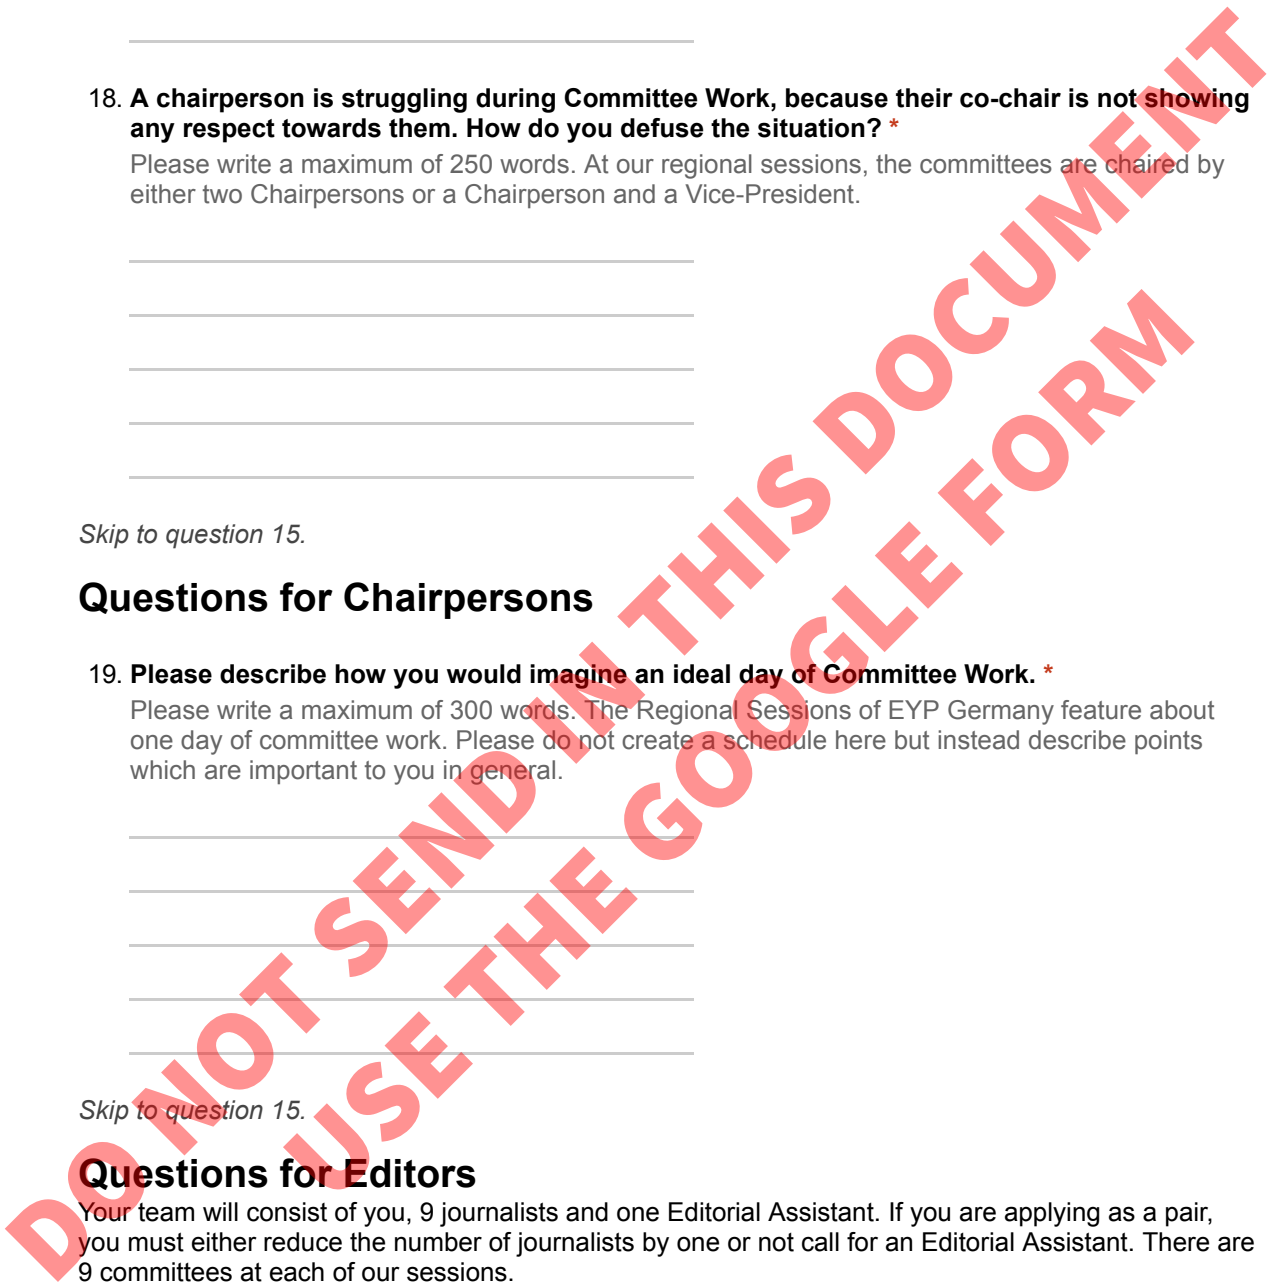 18. A chairperson is struggling during Committee Work, because their co-chair is not showing
any respect towards them. How do you defuse the situation? *
Please write a maximum of 250 words. At our regional sessions, the committees are chaired by
either two Chairpersons or a Chairperson and a Vice-President.
Skip to question 15.
Questions for Chairpersons
19. Please describe how you would imagine an ideal day of Committee Work. *
Please write a maximum of 300 words. The Regional Sessions of EYP Germany feature about
one day of committee work. Please do not create a schedule here but instead describe points
which are important to you in general.
Skip to question 15.
Questions for Editors
Your team will consist of you, 9 journalists and one Editorial Assistant. If you are applying as a pair,
you must either reduce the number of journalists by one or not call for an Editorial Assistant. There are
9 committees at each of our sessions.
DO NOT SEND IN THIS DOCUMENT
USE THE GOOGLE FORM